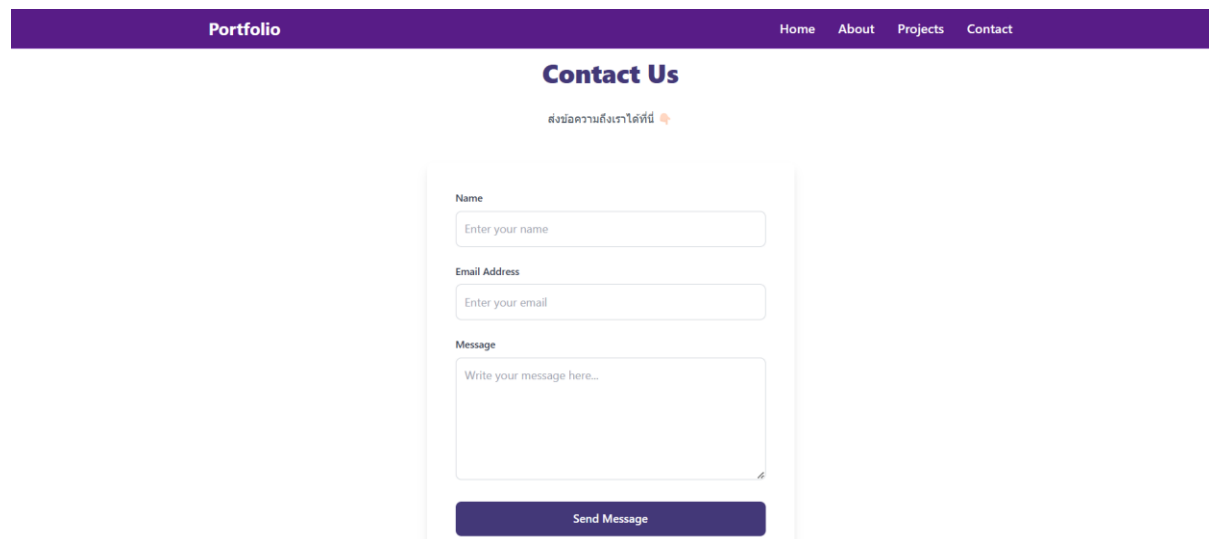 Portfolio
Home About Projects Contact
Contact Us
ส่งข้อความถึงเราได้ที่นี่ 👇🏻
Name
Enter your name
Email Address
Enter your email
Message
Write your message here...
Send Message